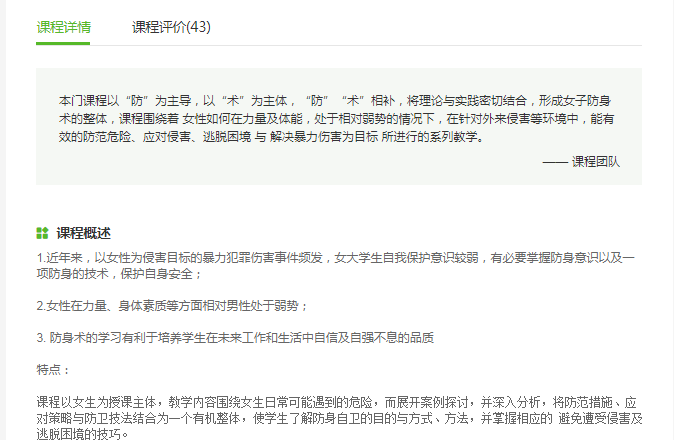 课程详情 课程评价(43)
本门课程以“防”为主导，以“术”为主体，“防”“术”相补，将理论与实践密切结合，形成女子防身
术的整体，课程围绕着 女性如何在力量及体能，处于相对弱势的情况下，在针对外来侵害等环境中，能有
效的防范危险、应对侵害、逃脱困境 与 解决暴力伤害为目标 所进行的系列教学。
—— 课程团队
课程概述
1.近年来，以女性为侵害目标的暴力犯罪伤害事件频发，女大学生自我保护意识较弱，有必要掌握防身意识以及一
项防身的技术，保护自身安全；
2.女性在力量、身体素质等方面相对男性处于弱势；
3. 防身术的学习有利于培养学生在未来工作和生活中自信及自强不息的品质
特点：
课程以女生为授课主体，教学内容围绕女生日常可能遇到的危险，而展开案例探讨，并深入分析，将防范措施、应
对策略与防卫技法结合为一个有机整体，使学生了解防身自卫的目的与方式、方法，并掌握相应的 避免遭受侵害及
逃脱困境的技巧。